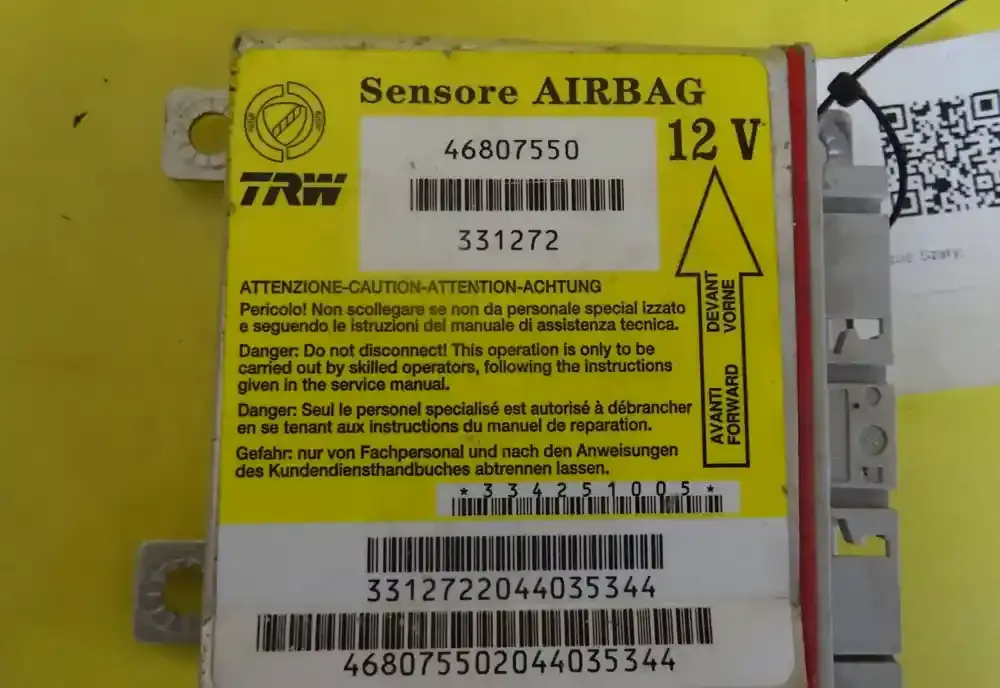 Sensore AIRBAG
12 V
46807550
TRW
331272
ATTENZIONE-CAUTION-ATTENTION-ACHTUNG
Pericolo! Non scollegare se non da personale special izzato
e seguendo le istruzioni del manuale di assistenza tecnica.
Danger: Do not disconnect! This operation is only to be
carried out by skilled operators, following the instructions
given in the service manual.
Danger: Seul le personel specialisé est autorisé à débrancher
en se tenant aux instructions du manuel de reparation.
Gefahr: nur von Fachpersonal und nach den Anweisungen
des Kundendiensthandbuches abtrennen lassen.
DEVANT
VORNE
AVANTI
FORWARD
*334251005*
3312722044035344
468075502044035344